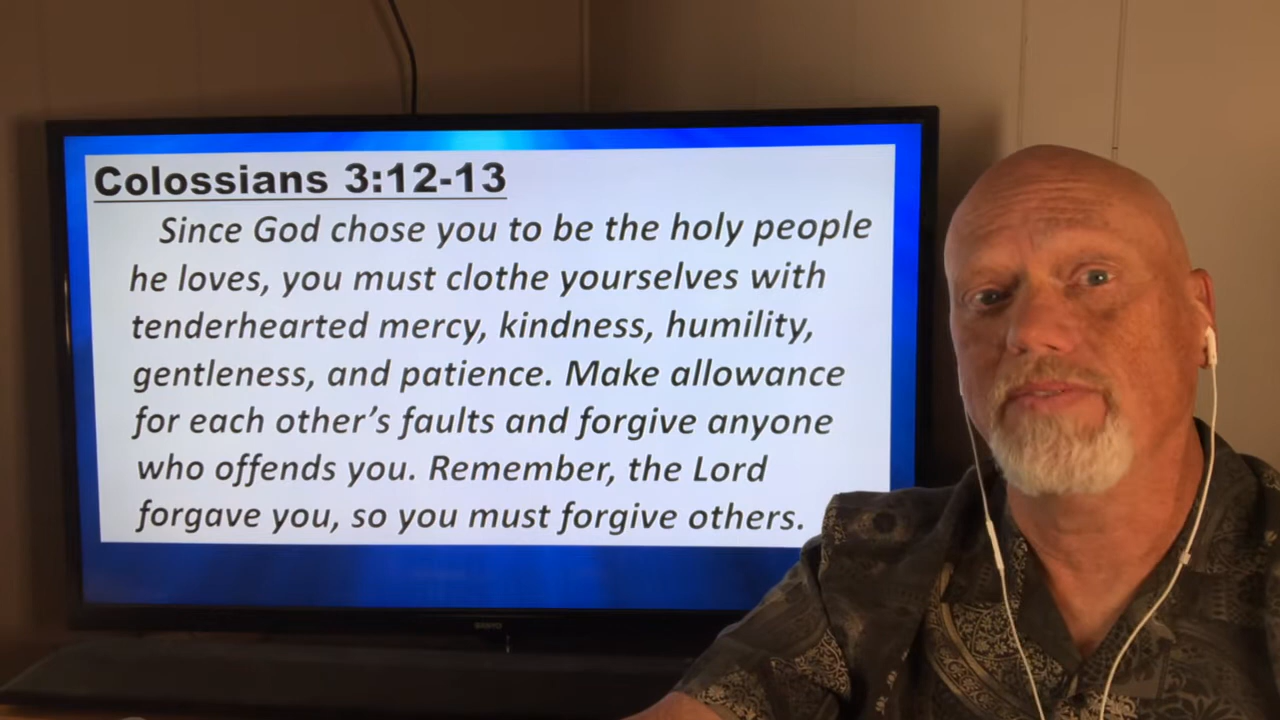 Colossians 3:12-13
Since God chose you to be the holy people
he loves, you must clothe yourselves with
tenderhearted mercy, kindness, humility,
gentleness, and patience. Make allowance
for each other’s faults and forgive anyone
who offends you. Remember, the Lord
forgave you, so you must forgive others.
SANYO